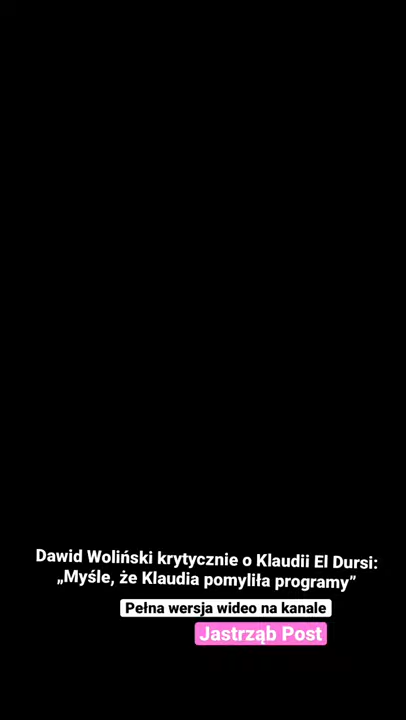 Dawid Woliński krytycznie o Klaudii El Dursi:
„Myśle, że Klaudia pomyliła programy”
Pełna wersja wideo na kanale
Jastrząb Post